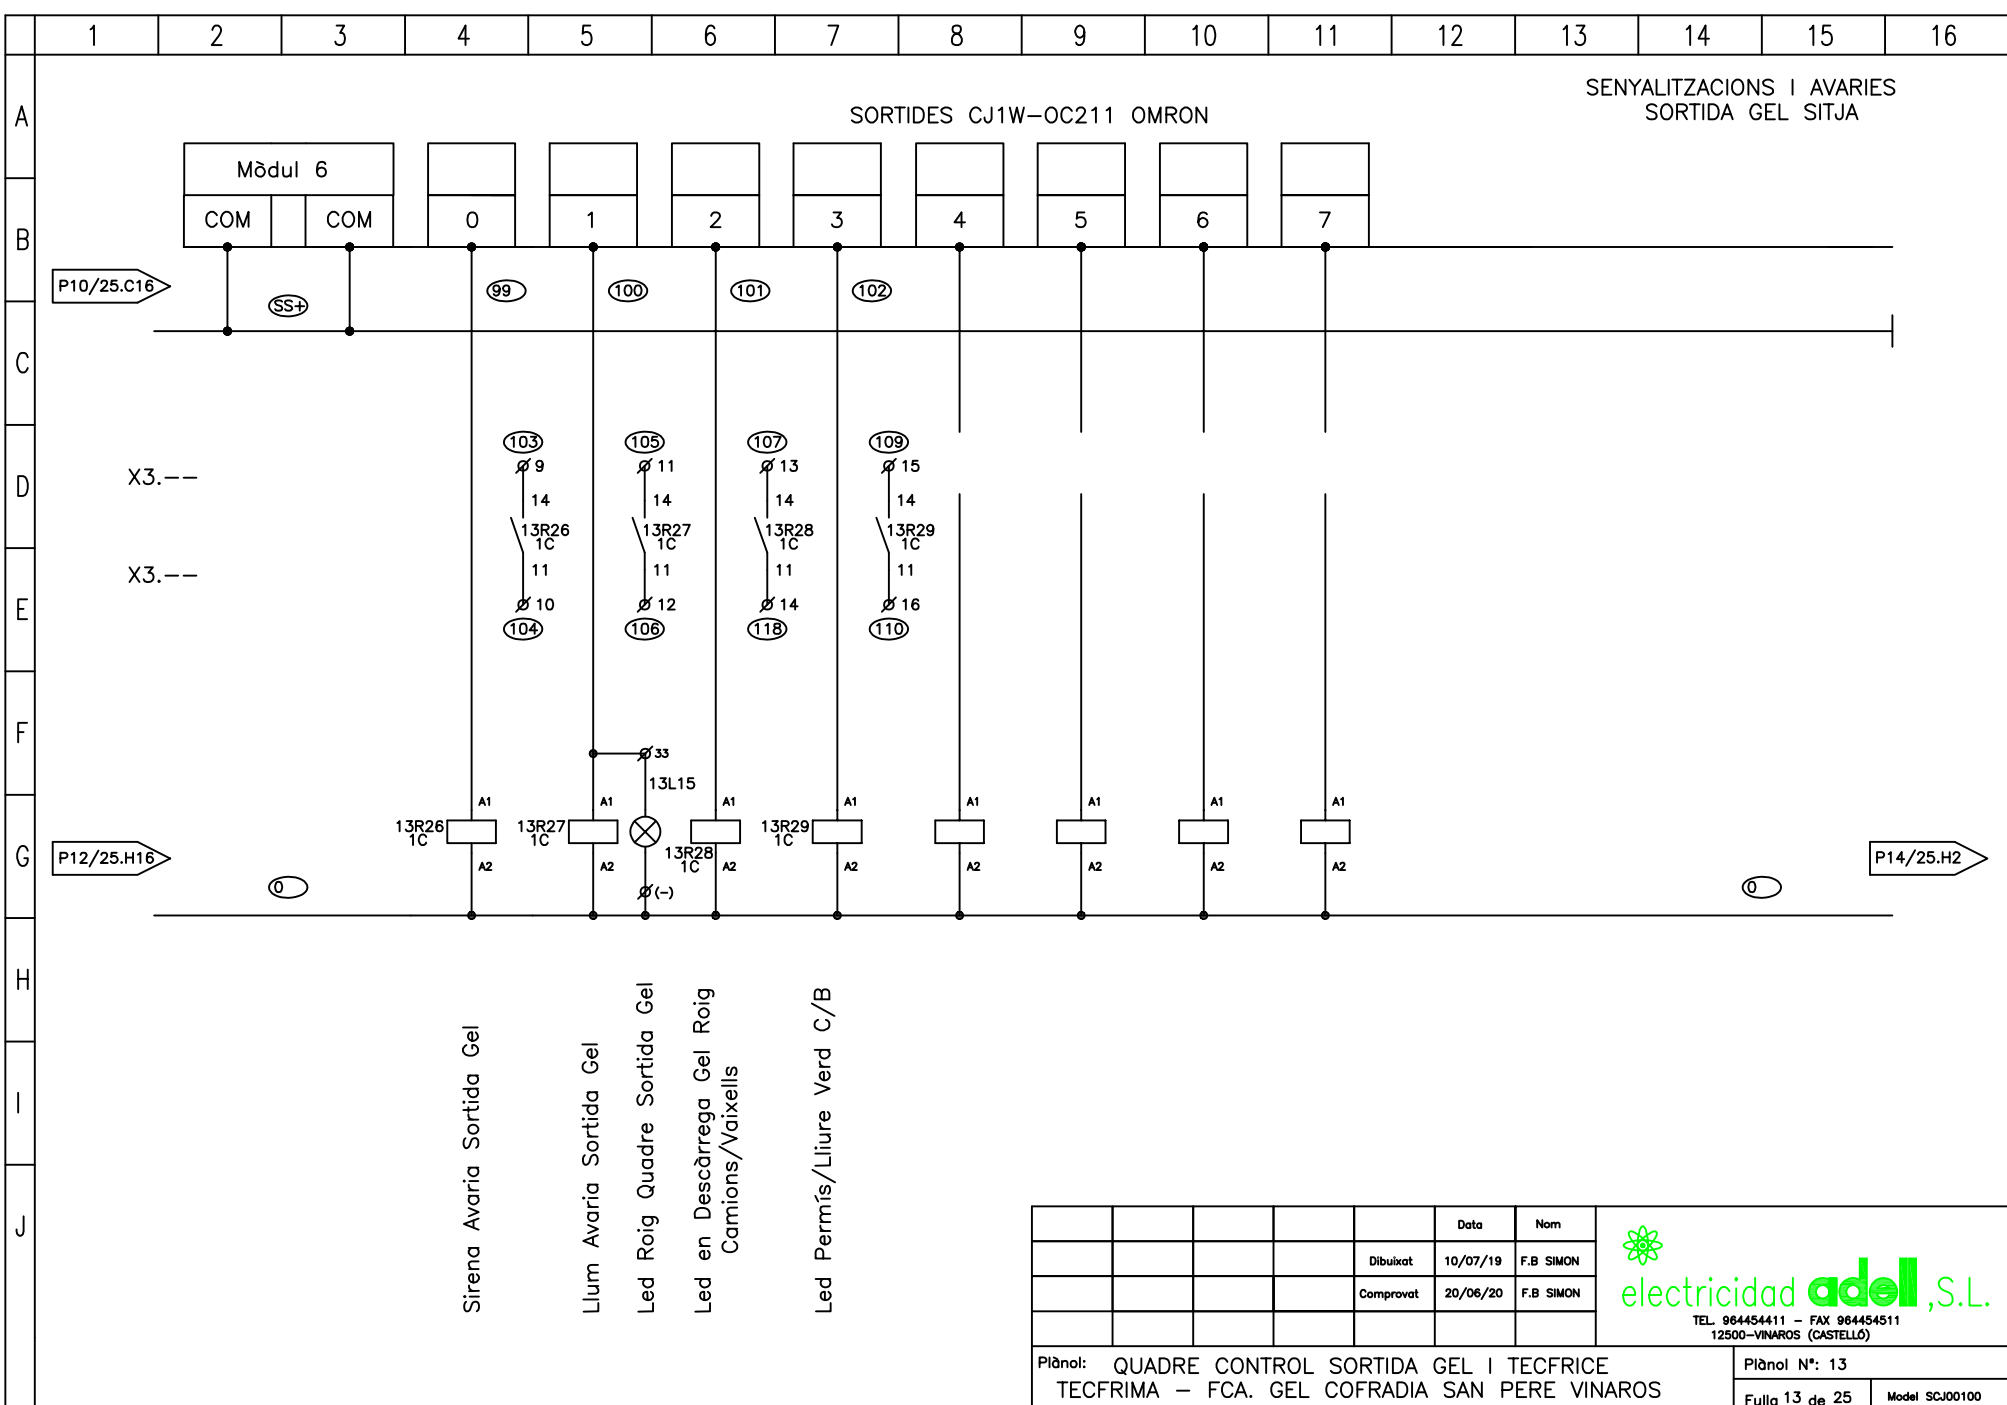 1 2 3 4 5 6 7 8 9 10 11 12 13 14 15 16
SENYALITZACIONS I AVARIES
SORTIDA GEL SITJA
A
SORTIDES CJ1W-OC211 OMRON
Mòdul 6
B
COM COM 0 1 2 3 4 5 6 7
P10/25.C16
SS+ 99 100 101 102
C
103 105 107 109
D
X3.--
9 11 13 15
14 14 14 14
13R26 13R27 13R28 13R29
1C 1C 1C 1C
X3.--
11 11 11 11
E
10 12 14 16
104 106 118 110
F
33
13L15
A1 A1 A1 A1 A1 A1 A1 A1
13R26 13R27 13R29
1C 1C 1C
G
13R28
1C
P12/25.H16
P14/25.H2
A2 A2 A2 A2 A2 A2 A2 A2
0 (-) 0
H
I
J
Sirena Avaria Sortida Gel
Llum Avaria Sortida Gel
Led Roig Quadre Sortida Gel
Led en Descàrrega Gel Roig
Camions/Vaixells
Led Permís/Lliure Verd C/B
Data Nom
Dibuixat 10/07/19 F.B SIMON
Comprovat 20/06/20 F.B SIMON
electricidad adell ,S.L.
TEL. 964454411 - FAX 964454511
12500-VINAROS (CASTELLÓ)
Plànol: QUADRE CONTROL SORTIDA GEL I TECFRICE
TECFRIMA - FCA. GEL COFRADIA SAN PERE VINAROS
Plànol Nº: 13
Fulla 13 de 25
Model SCJ00100